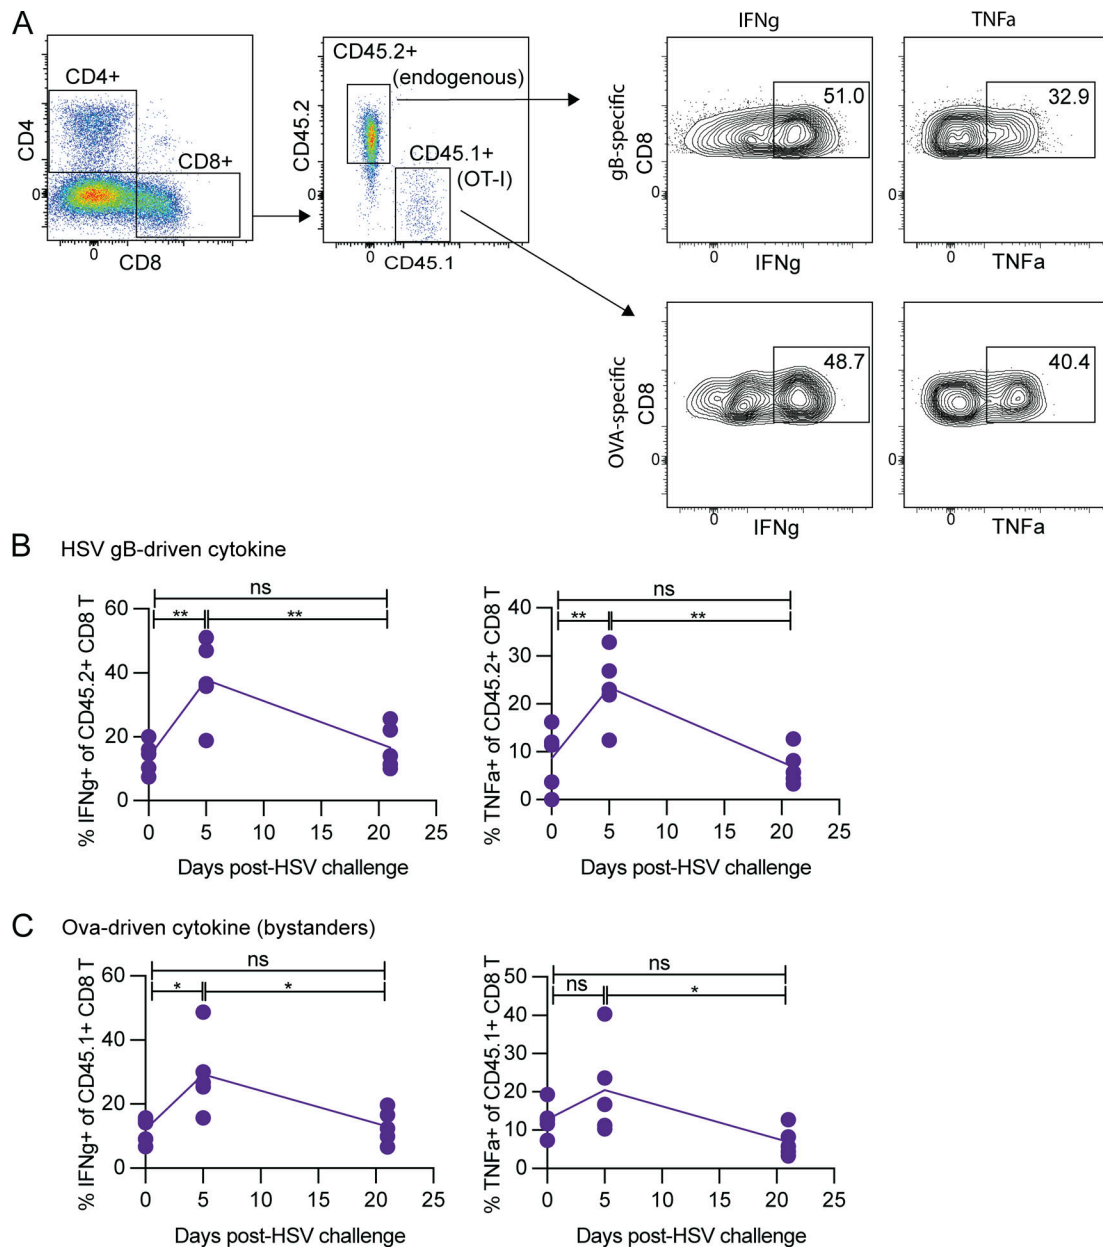 A
CD4+
CD8+
CD4
0
0
CD8
CD45.2+
(endogenous)
CD45.1+
(OT-I)
CD45.2
0
0
CD45.1
IFNg
TNFa
gB-specific
CD8
51.0
32.9
0
0
0
0
IFNg
TNFa
OVA-specific
CD8
48.7
40.4
0
0
0
0
IFNg
TNFa
B
HSV gB-driven cytokine
% IFNg+ of CD45.2+ CD8 T
ns
**
**
60
40
20
0
0
5
10
15
20
25
Days post-HSV challenge
% TNFa+ of CD45.2+ CD8 T
ns
**
**
40
30
20
10
0
0
5
10
15
20
25
Days post-HSV challenge
C
Ova-driven cytokine (bystanders)
% IFNg+ of CD45.1+ CD8 T
ns
*
*
60
40
20
0
0
5
10
15
20
25
Days post-HSV challenge
% TNFa+ of CD45.1+ CD8 T
ns
ns
*
50
40
30
20
10
0
0
5
10
15
20
25
Days post-HSV challenge